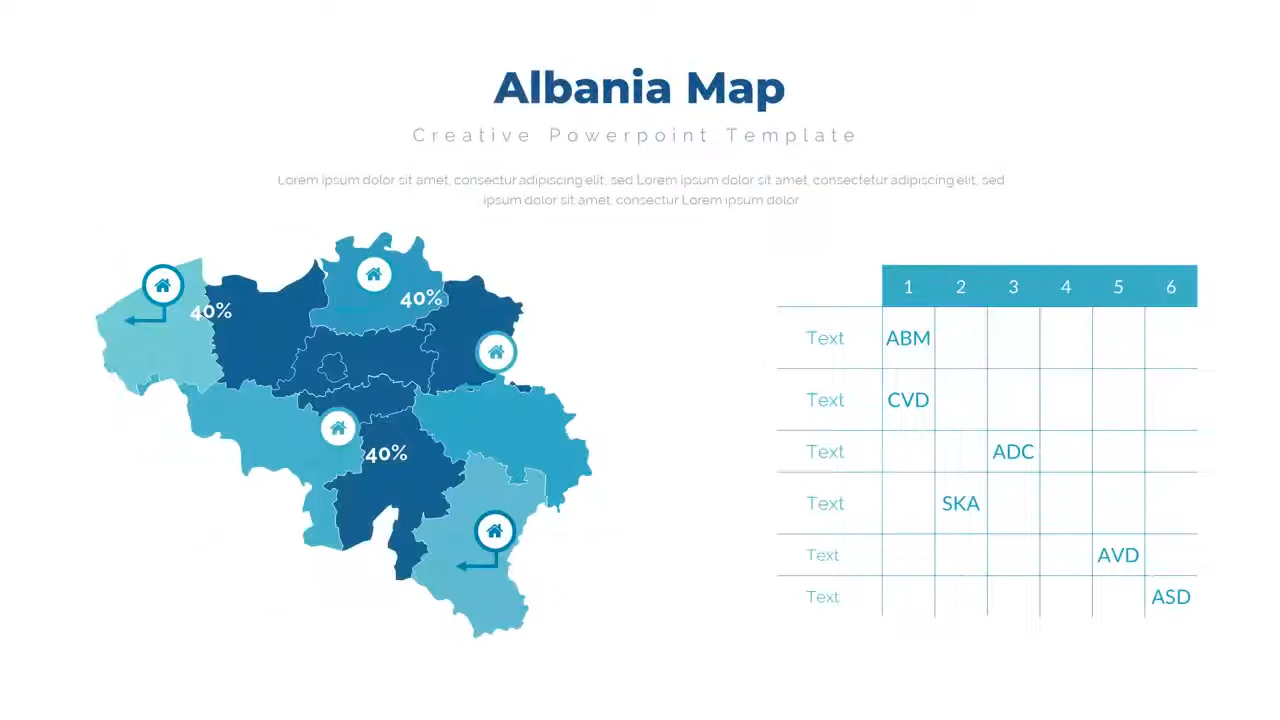 Albania Map
Creative Powerpoint Template
Lorem ipsum dolor sit amet, consectur adipiscing elit, sed Lorem ipsum dolor sit amet, consectetur adipiscing elit, sed
ipsum dolor sit amet, consectur Lorem ipsum dolor
40%
40%
40%
1 2 3 4 5 6
Text ABM
Text CVD
Text ADC
Text SKA
Text AVD
Text ASD